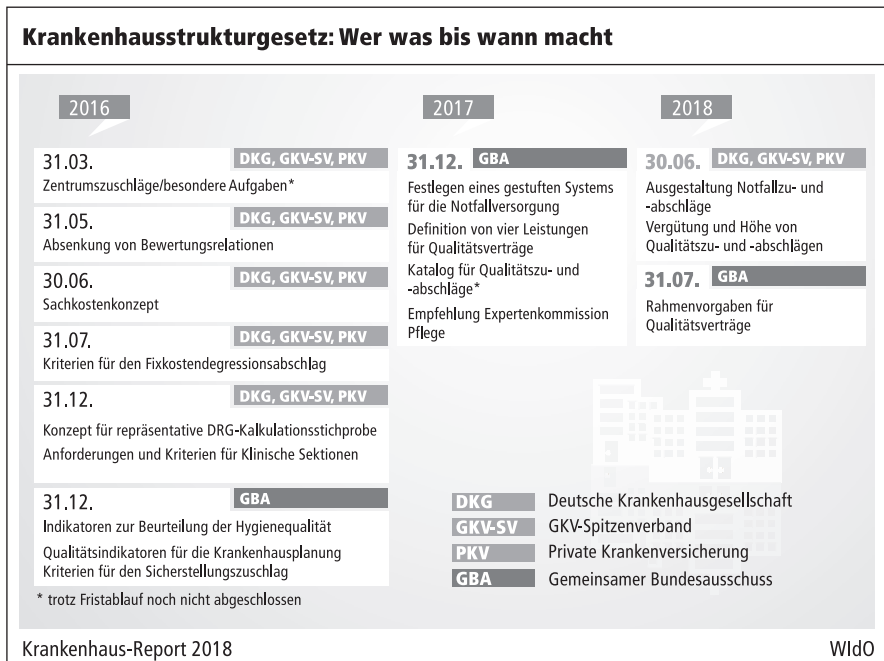 Krankenhausstrukturgesetz: Wer was bis wann macht
2016
31.03.
DKG, GKV-SV, PKV
Zentrumszuschläge/besondere Aufgaben*
31.05.
DKG, GKV-SV, PKV
Absenkung von Bewertungsrelationen
30.06.
DKG, GKV-SV, PKV
Sachkostenkonzept
31.07.
DKG, GKV-SV, PKV
Kriterien für den Fixkostendegressionsabschlag
31.12.
DKG, GKV-SV, PKV
Konzept für repräsentative DRG-Kalkulationsstichprobe
Anforderungen und Kriterien für Klinische Sektionen
31.12.
GBA
Indikatoren zur Beurteilung der Hygienequalität
Qualitätsindikatoren für die Krankenhausplanung
Kriterien für den Sicherstellungszuschlag
* trotz Fristablauf noch nicht abgeschlossen
2017
31.12.
GBA
Festlegen eines gestuften Systems
für die Notfallversorgung
Definition von vier Leistungen
für Qualitätsverträge
Katalog für Qualitätszu- und
-abschläge*
Empfehlung Expertenkommission
Pflege
2018
30.06.
DKG, GKV-SV, PKV
Ausgestaltung Notfallzu- und
-abschläge
Vergütung und Höhe von
Qualitätszu- und -abschlägen
31.07.
GBA
Rahmenvorgaben für
Qualitätsverträge
DKG Deutsche Krankenhausgesellschaft
GKV-SV GKV-Spitzenverband
PKV Private Krankenversicherung
GBA Gemeinsamer Bundesausschuss
Krankenhaus-Report 2018
WIdO